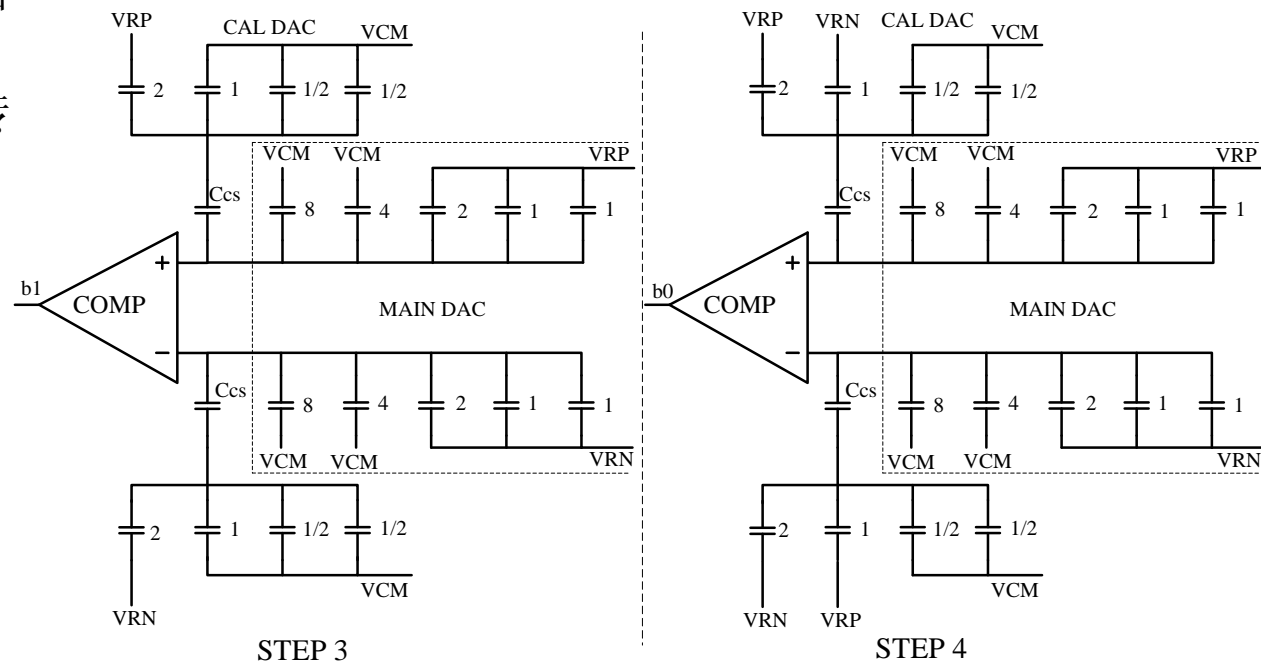 VRP CAL DAC VCM
2 1 1/2 1/2
VCM VCM VRP
Ccs 8 4 2 1 1
+
b1 COMP MAIN DAC
−
Ccs 8 4 2 1 1
VCM VCM VRN
2 1 1/2 1/2
VCM
VRN
STEP 3
VRP VRN CAL DAC VCM
2 1 1/2 1/2
VCM VCM VRP
Ccs 8 4 2 1 1
+
b0 COMP MAIN DAC
−
Ccs 8 4 2 1 1
VCM VCM VRN
2 1 1/2 1/2
VCM
VRN VRP
STEP 4